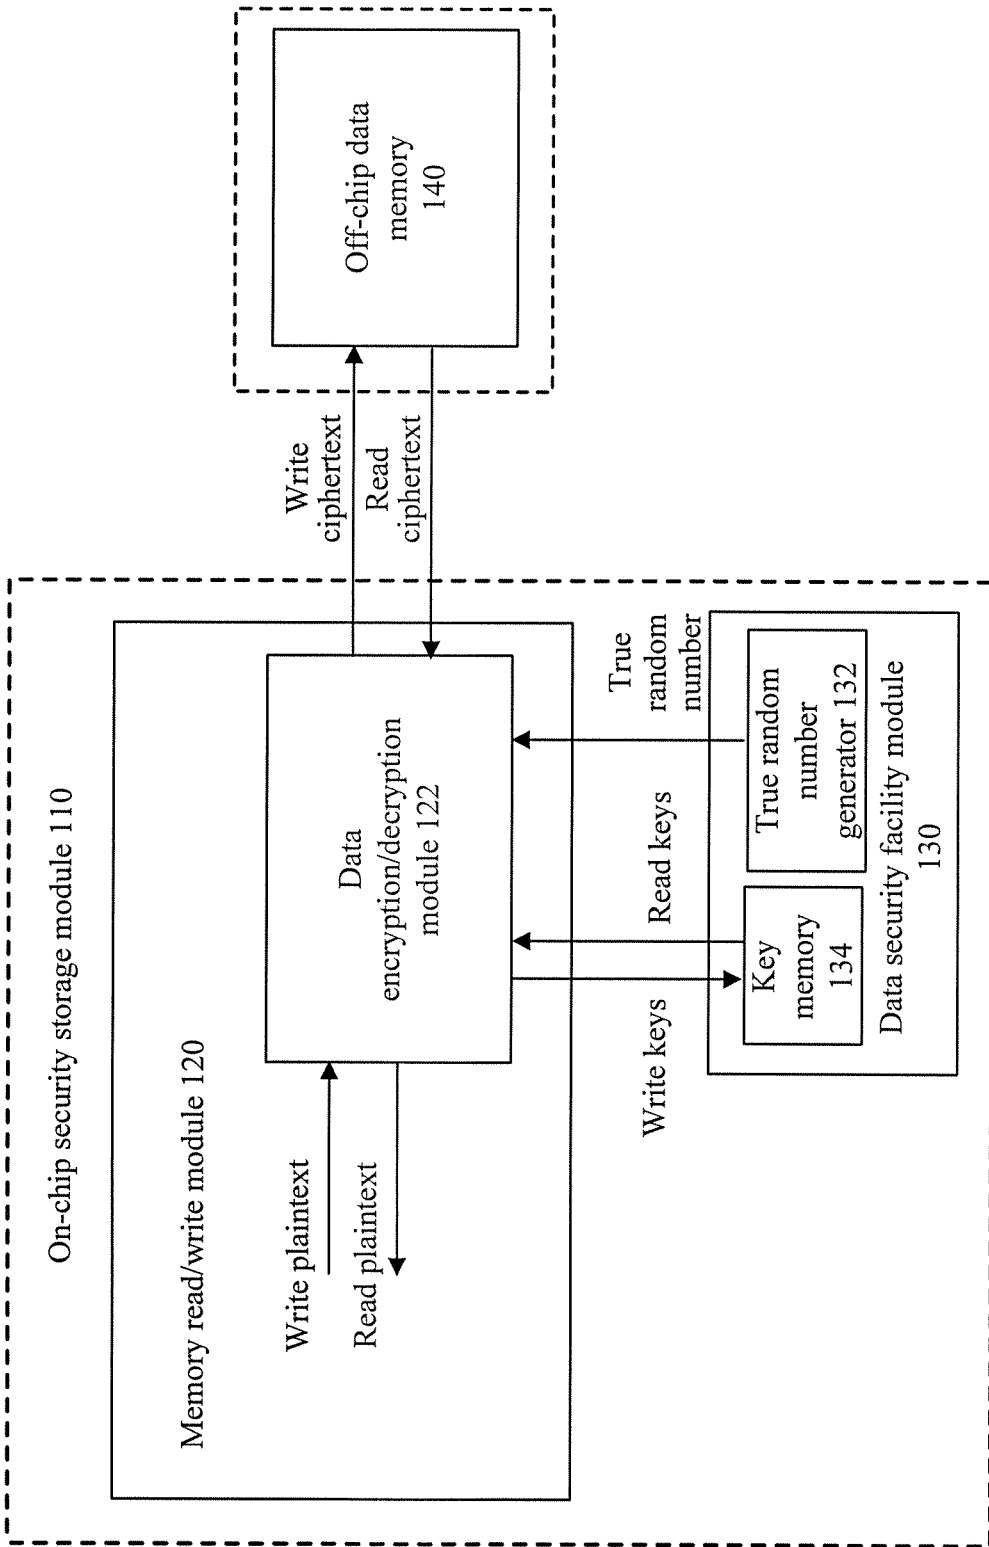 On-chip security storage module 110
Memory read/write module 120
Write plaintext
Read plaintext
Data
encryption/decryption
module 122
Write
ciphertext
Read
ciphertext
Off-chip data
memory
140
Write keys
Read keys
True
random
number
Key
memory
134
True random
number
generator 132
Data security facility module
130